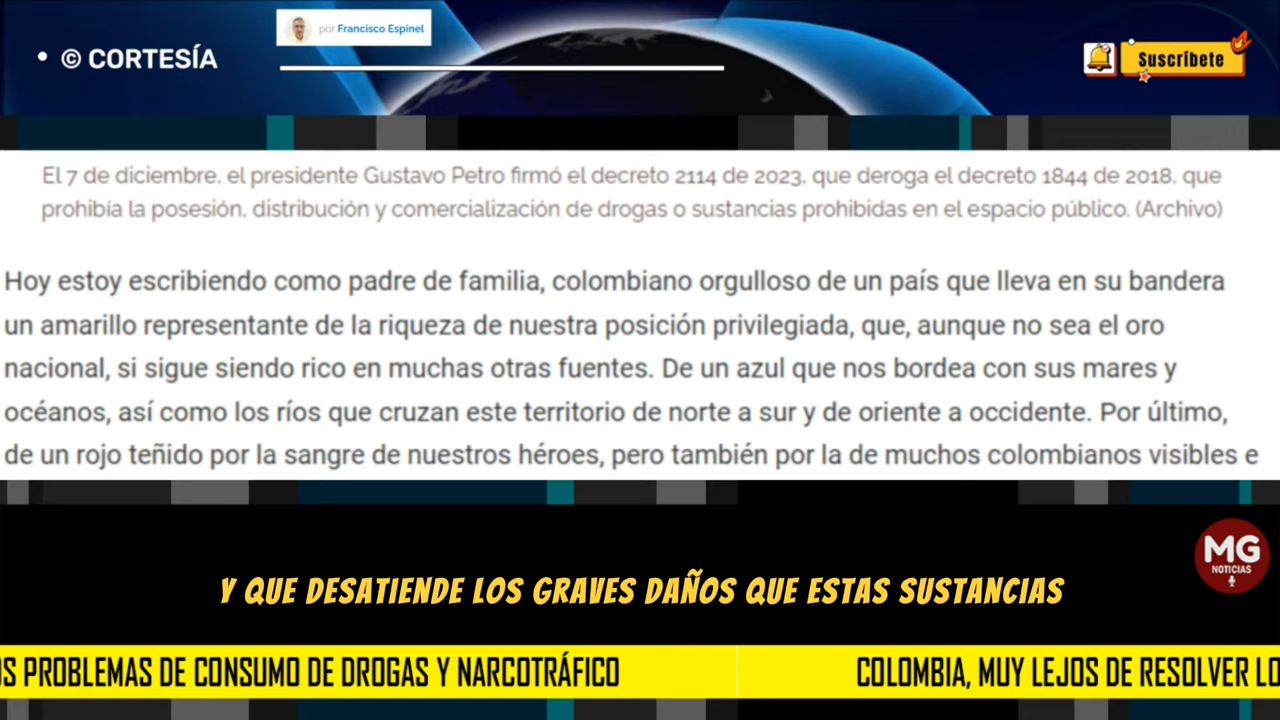 por Francisco Espinel
• © CORTESÍA
Suscríbete
El 7 de diciembre, el presidente Gustavo Petro firmó el decreto 2114 de 2023, que deroga el decreto 1844 de 2018, que
prohibía la posesión, distribución y comercialización de drogas o sustancias prohibidas en el espacio público. (Archivo)
Hoy estoy escribiendo como padre de familia, colombiano orgulloso de un país que lleva en su bandera
un amarillo representante de la riqueza de nuestra posición privilegiada, que, aunque no sea el oro
nacional, si sigue siendo rico en muchas otras fuentes. De un azul que nos bordea con sus mares y
océanos, así como los ríos que cruzan este territorio de norte a sur y de oriente a occidente. Por último,
de un rojo teñido por la sangre de nuestros héroes, pero también por la de muchos colombianos visibles e
MG
NOTICIAS
Y QUE DESATIENDE LOS GRAVES DAÑOS QUE ESTAS SUSTANCIAS
OS PROBLEMAS DE CONSUMO DE DROGAS Y NARCOTRÁFICO
COLOMBIA, MUY LEJOS DE RESOLVER LO